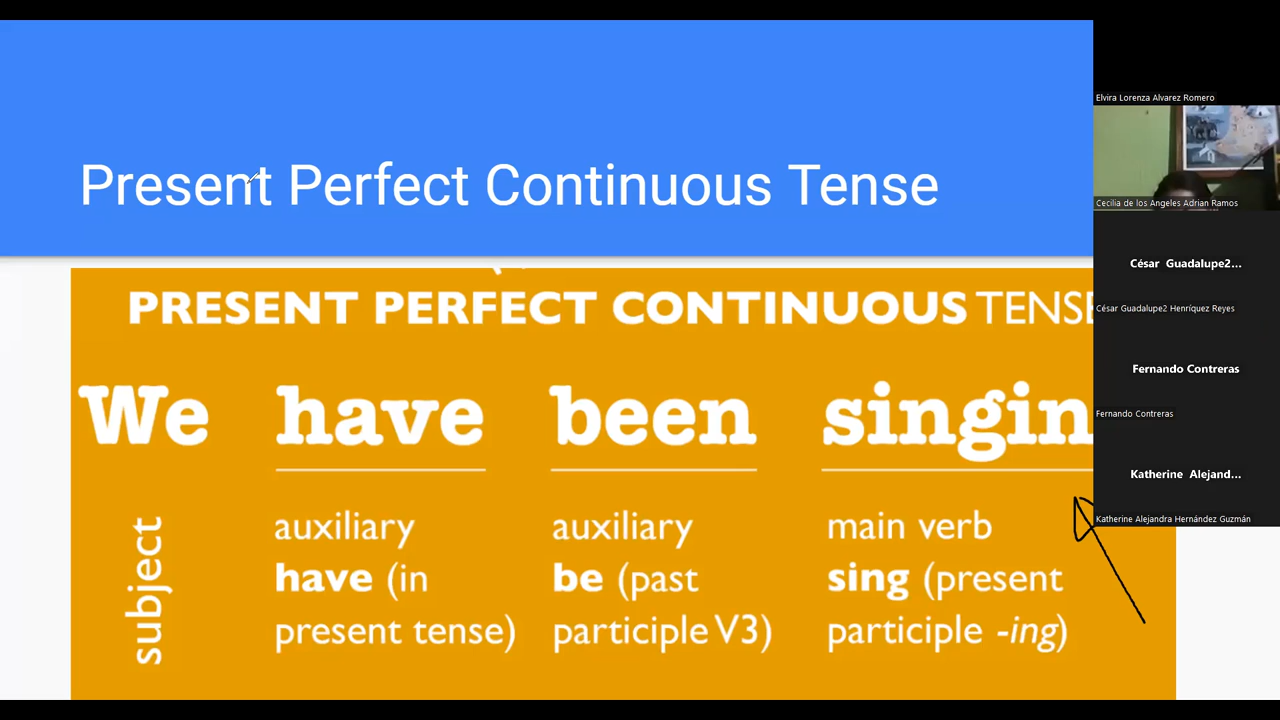 Present Perfect Continuous Tense
PRESENT PERFECT CONTINUOUS TENSE
We have been singin
subject
auxiliary
have (in
present tense)
auxiliary
be (past
participle V3)
main verb
sing (present
participle -ing)
Elvira Lorenza Alvarez Romero
Cecilia de los Angeles Adrian Ramos
César Guadalupe2...
César Guadalupe2 Henríquez Reyes
Fernando Contreras
Fernando Contreras
Katherine Alejand...
Katherine Alejandra Hernández Guzmán